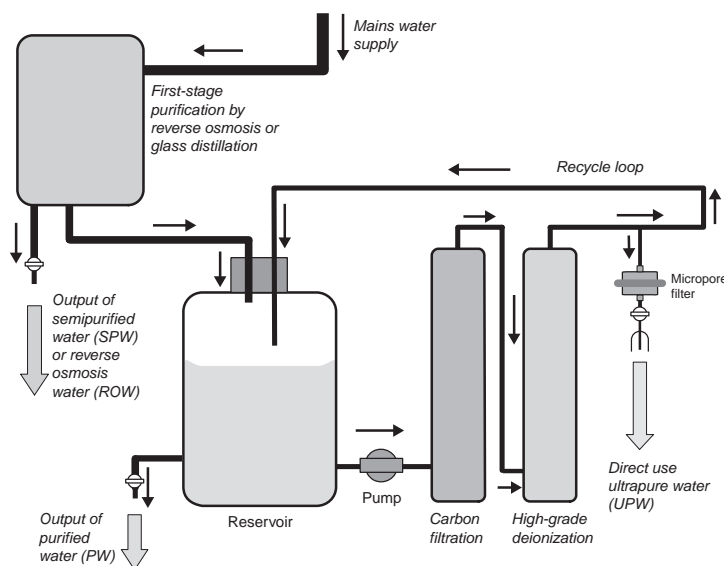 Mains water
supply
First-stage
purification by
reverse osmosis or
glass distillation
Recycle loop
Micropore
filter
Output of
semipurified
water (SPW)
or reverse
osmosis
water (ROW)
Direct use
ultrapure water
(UPW)
Pump
Reservoir
Carbon
filtration
High-grade
deionization
Output of
purified
water (PW)